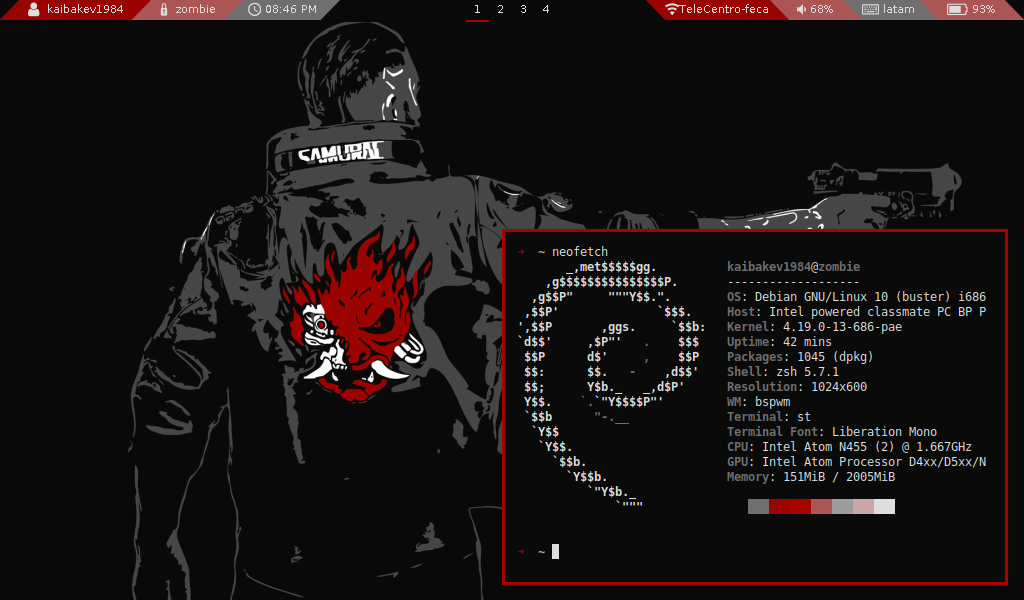 kaibakev1984 zombie 08:46 PM 1 2 3 4 TeleCentro-feca 68% latam 93%
SAMURAI
→ ~ neofetch
_,met$$$$$gg.
,g$$$$$$$$$$$$$$$P.
,g$$P"     """Y$$.".
,$$P'              `$$$.
',$$P       ,ggs.     `$$b:
`d$$'     ,$P"'   .    $$$
$$P      d$'     ,    $$P
$$:      $$.   -    ,d$$'
$$;      Y$b._   _,d$P'
Y$$.    `.`"Y$$$$P"'
`$$b      "-.__
`Y$$
`Y$$.
`$$b.
`Y$$b.
`"Y$b._
`"""
kaibakev1984@zombie
-------------------
OS: Debian GNU/Linux 10 (buster) i686
Host: Intel powered classmate PC BP P
Kernel: 4.19.0-13-686-pae
Uptime: 42 mins
Packages: 1045 (dpkg)
Shell: zsh 5.7.1
Resolution: 1024x600
WM: bspwm
Terminal: st
Terminal Font: Liberation Mono
CPU: Intel Atom N455 (2) @ 1.667GHz
GPU: Intel Atom Processor D4xx/D5xx/N
Memory: 151MiB / 2005MiB
→ ~